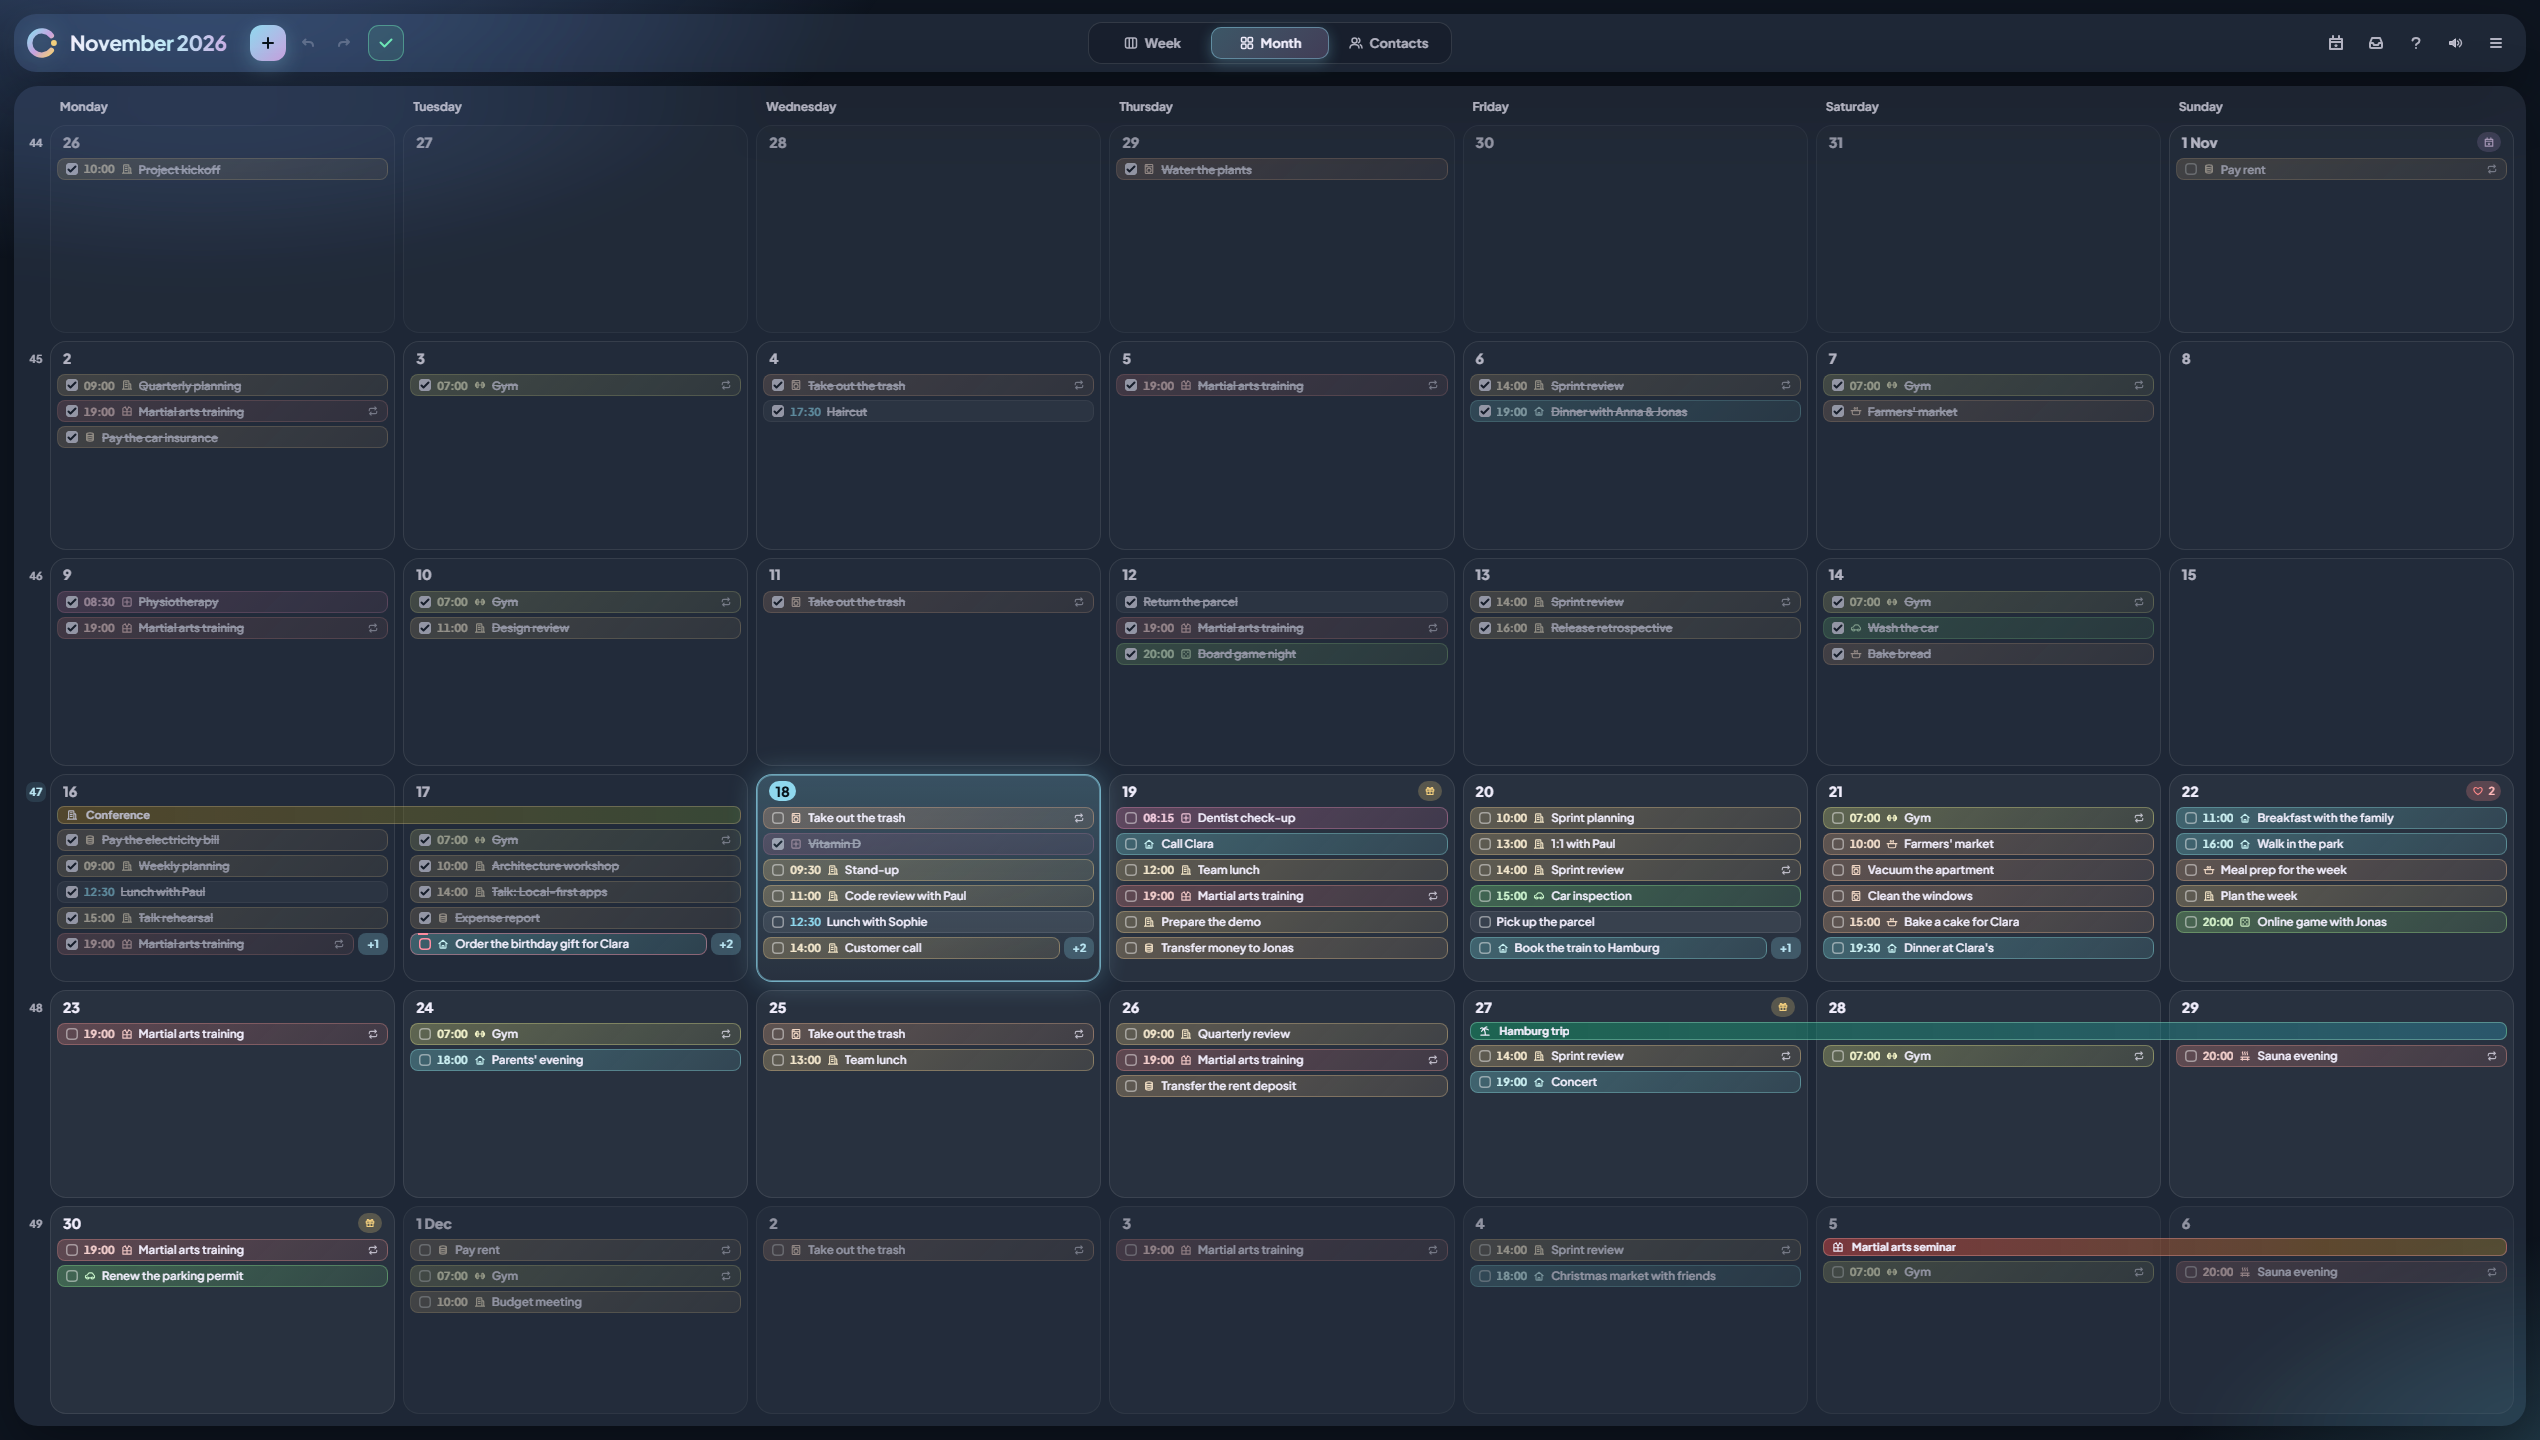 November 2026
Week
Month
Contacts
?
Monday
Tuesday
Wednesday
Thursday
Friday
Saturday
Sunday
44
26
10:00 Project kickoff
27
28
29
Water the plants
30
31
1 Nov
Pay rent
45
2
09:00 Quarterly planning
19:00 Martial arts training
Pay the car insurance
3
07:00 Gym
4
Take out the trash
17:30 Haircut
5
19:00 Martial arts training
6
14:00 Sprint review
19:00 Dinner with Anna & Jonas
7
07:00 Gym
Farmers' market
8
46
9
08:30 Physiotherapy
19:00 Martial arts training
10
07:00 Gym
11:00 Design review
11
Take out the trash
12
Return the parcel
19:00 Martial arts training
20:00 Board game night
13
14:00 Sprint review
16:00 Release retrospective
14
07:00 Gym
Wash the car
Bake bread
15
47
16
Conference
Pay the electricity bill
09:00 Weekly planning
12:30 Lunch with Paul
15:00 Talk rehearsal
19:00 Martial arts training
+1
17
07:00 Gym
10:00 Architecture workshop
14:00 Talk: Local-first apps
Expense report
Order the birthday gift for Clara
+2
18
Take out the trash
Vitamin D
09:30 Stand-up
11:00 Code review with Paul
12:30 Lunch with Sophie
14:00 Customer call
+2
19
08:15 Dentist check-up
Call Clara
12:00 Team lunch
19:00 Martial arts training
Prepare the demo
Transfer money to Jonas
20
10:00 Sprint planning
13:00 1:1 with Paul
14:00 Sprint review
15:00 Car inspection
Pick up the parcel
Book the train to Hamburg
+1
21
07:00 Gym
10:00 Farmers' market
Vacuum the apartment
Clean the windows
15:00 Bake a cake for Clara
19:30 Dinner at Clara's
22
2
11:00 Breakfast with the family
16:00 Walk in the park
Meal prep for the week
Plan the week
20:00 Online game with Jonas
48
23
19:00 Martial arts training
24
07:00 Gym
18:00 Parents' evening
25
Take out the trash
13:00 Team lunch
26
09:00 Quarterly review
19:00 Martial arts training
Transfer the rent deposit
27
Hamburg trip
14:00 Sprint review
19:00 Concert
28
07:00 Gym
29
20:00 Sauna evening
49
30
19:00 Martial arts training
Renew the parking permit
1 Dec
Pay rent
07:00 Gym
10:00 Budget meeting
2
Take out the trash
3
19:00 Martial arts training
4
14:00 Sprint review
18:00 Christmas market with friends
5
Martial arts seminar
07:00 Gym
6
20:00 Sauna evening